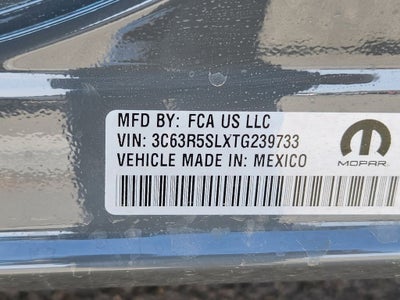 MFD BY: FCA US LLC
VIN: 3C63R5SLXTG239733
VEHICLE MADE IN: MEXICO
MOPAR